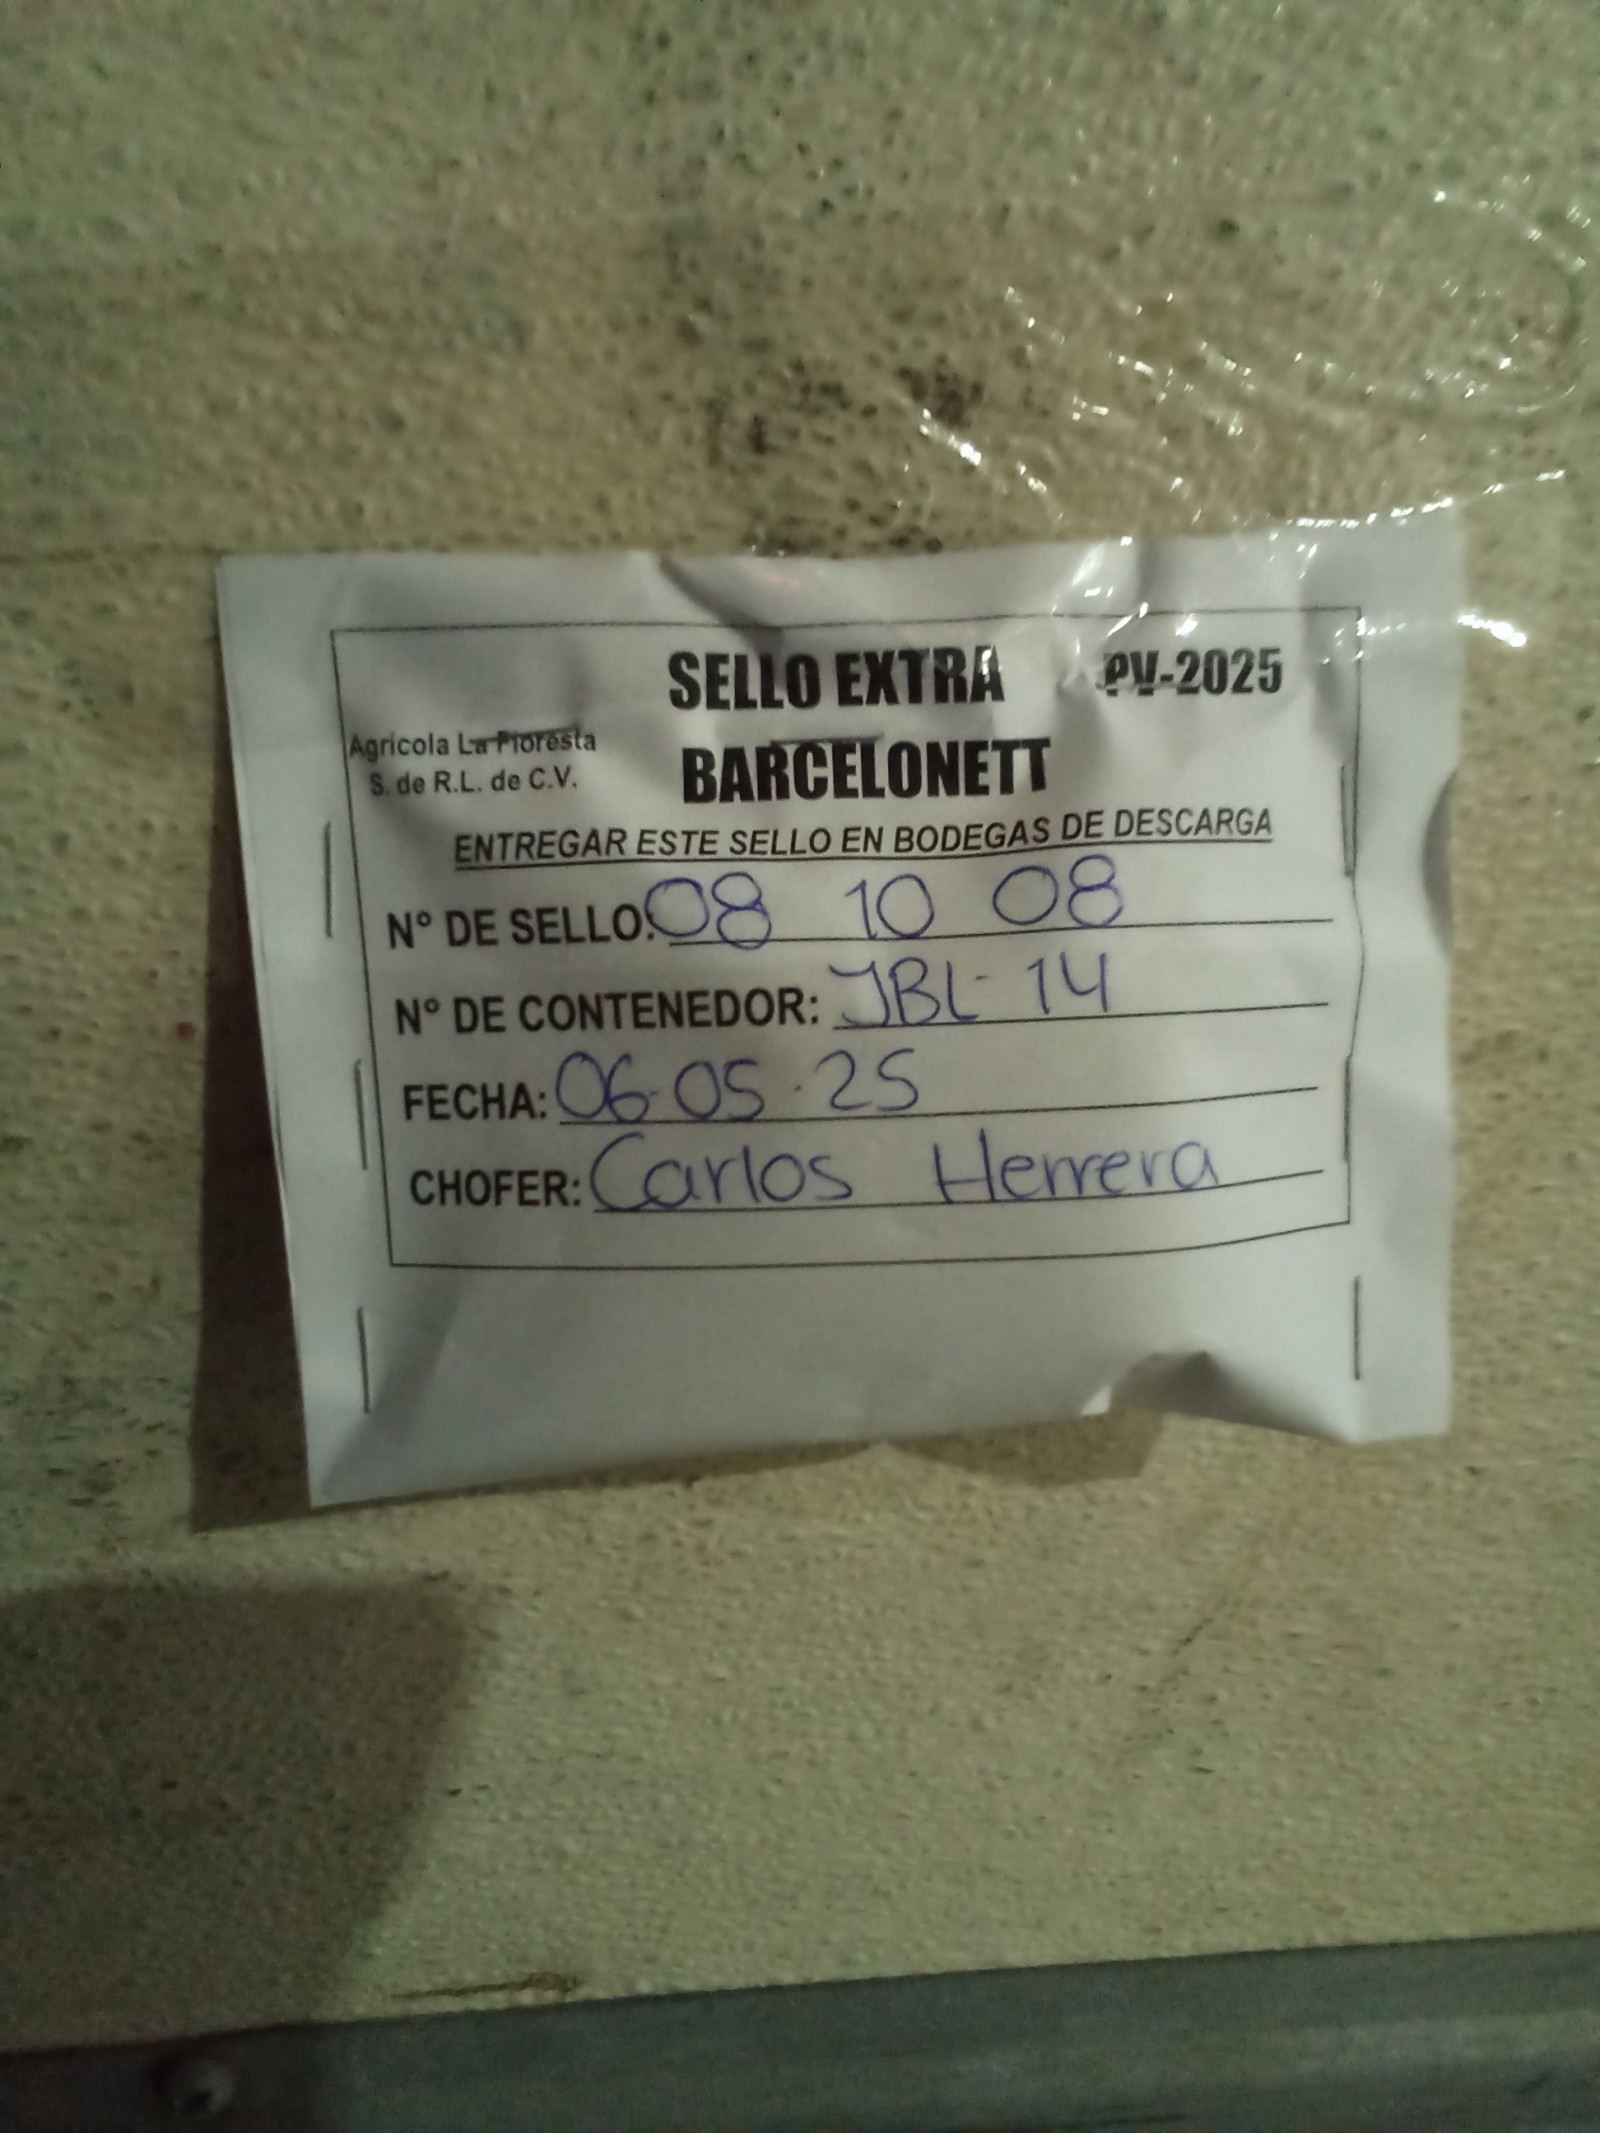 SELLO EXTRA PV-2025
Agrícola La Floresta
S. de R.L. de C.V.
BARCELONETT
ENTREGAR ESTE SELLO EN BODEGAS DE DESCARGA
N° DE SELLO: 08 10 08
N° DE CONTENEDOR: JBL-14
FECHA: 06-05-25
CHOFER: Carlos Herrera